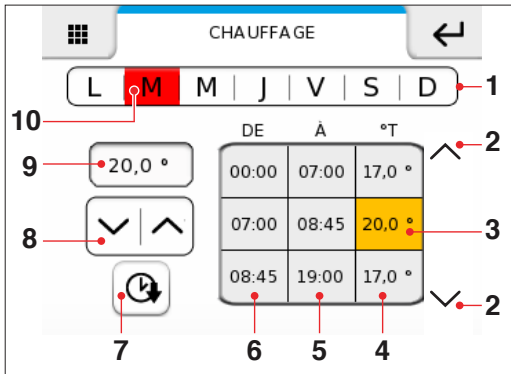 CHAUFFAGE
L M M J V S D
1
10
DE À °T
2
9
20,0 °
00:00 07:00 17,0 °
8
07:00 08:45 20,0 °
3
08:45 19:00 17,0 °
2
7 6 5 4